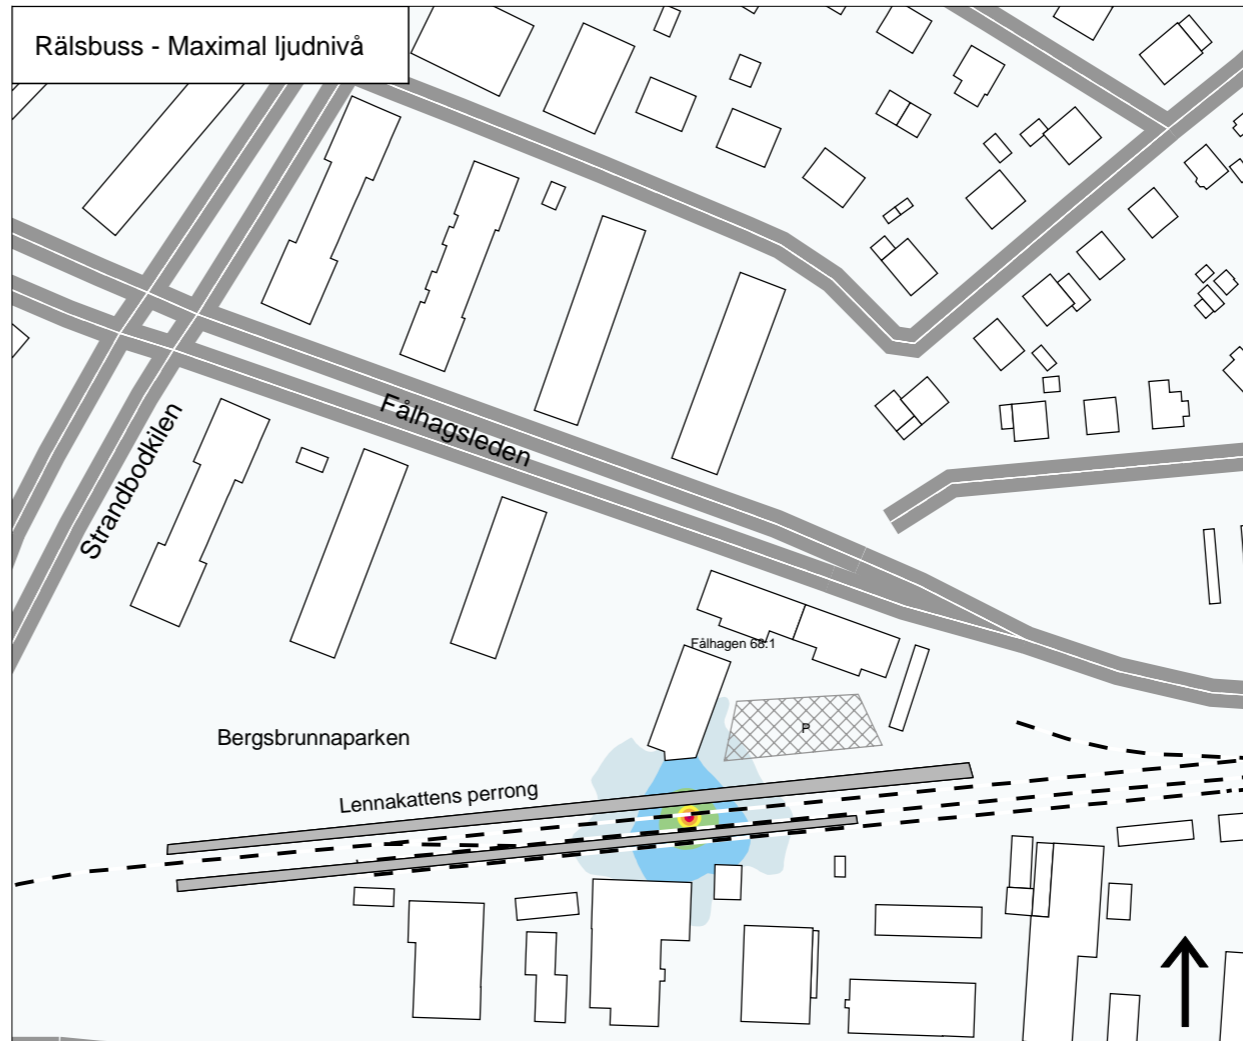 Rälsbuss - Maximal ljudnivå
Fålhagsleden
Strandbodkilen
Fålhagen 68:1
P
Bergsbrunnaparken
Lennakattens perrong